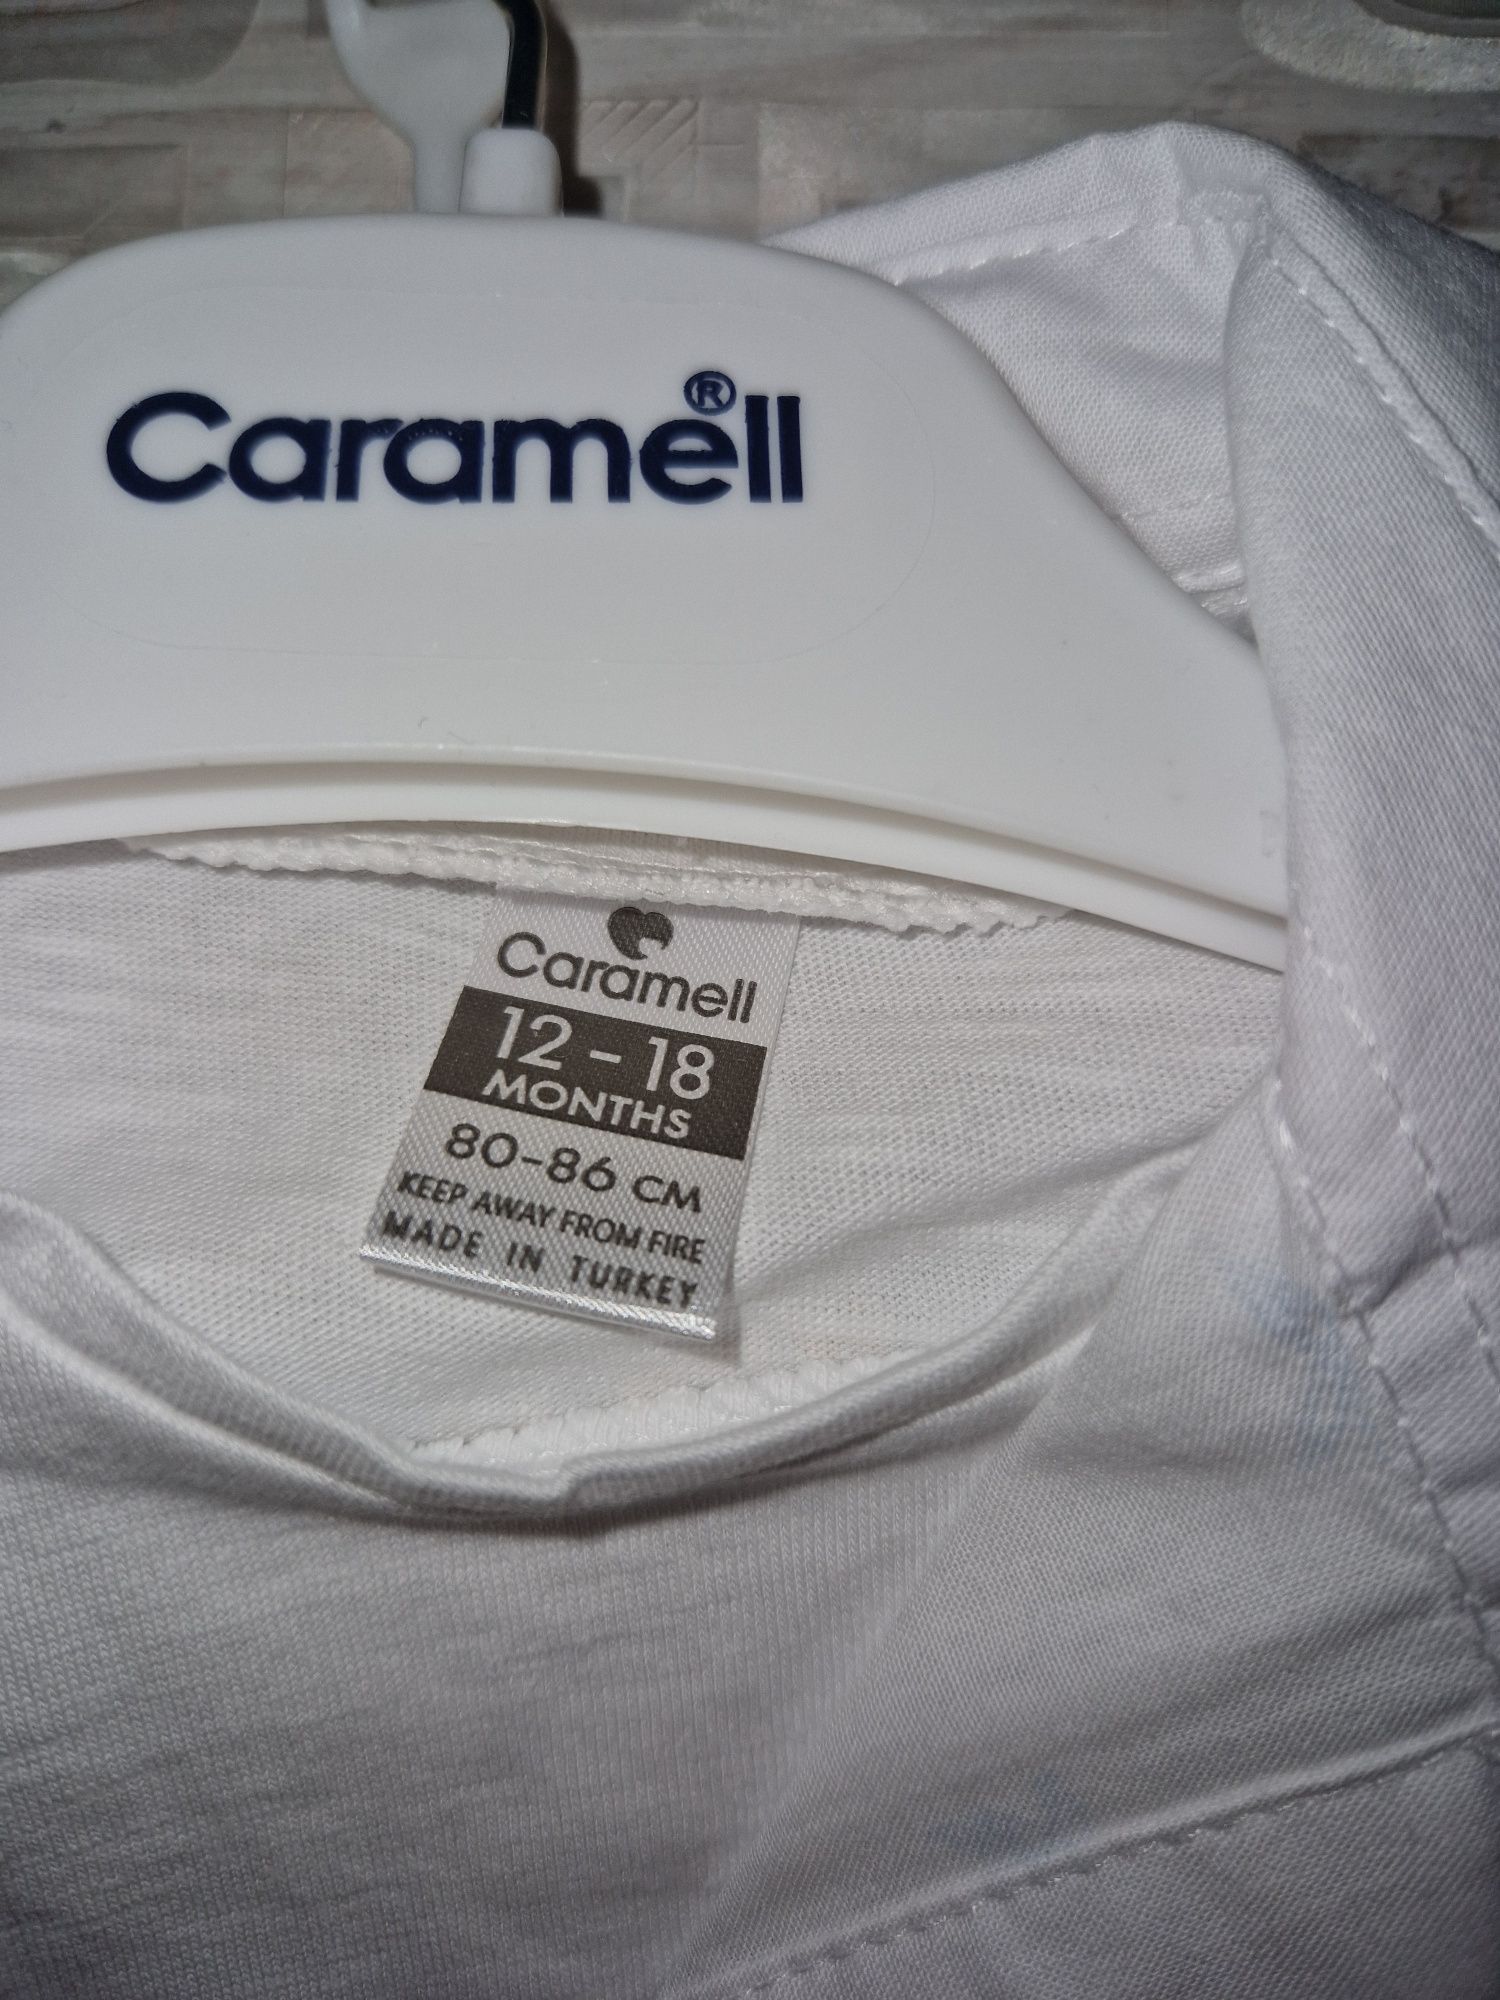 Caramell®
Caramell
12 - 18
MONTHS
80-86 CM
KEEP AWAY FROM FIRE
MADE IN TURKEY